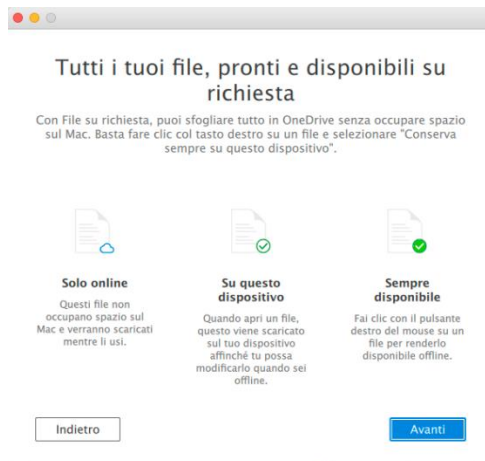 Tutti i tuoi file, pronti e disponibili su
richiesta
Con File su richiesta, puoi sfogliare tutto in OneDrive senza occupare spazio
sul Mac. Basta fare clic col tasto destro su un file e selezionare "Conserva
sempre su questo dispositivo".
Solo online
Questi file non
occupano spazio sul
Mac e verranno scaricati
mentre li usi.
Su questo
dispositivo
Quando apri un file,
questo viene scaricato
sul tuo dispositivo
affinché tu possa
modificarlo quando sei
offline.
Sempre
disponibile
Fai clic con il pulsante
destro del mouse su un
file per renderlo
disponibile offline.
Indietro
Avanti